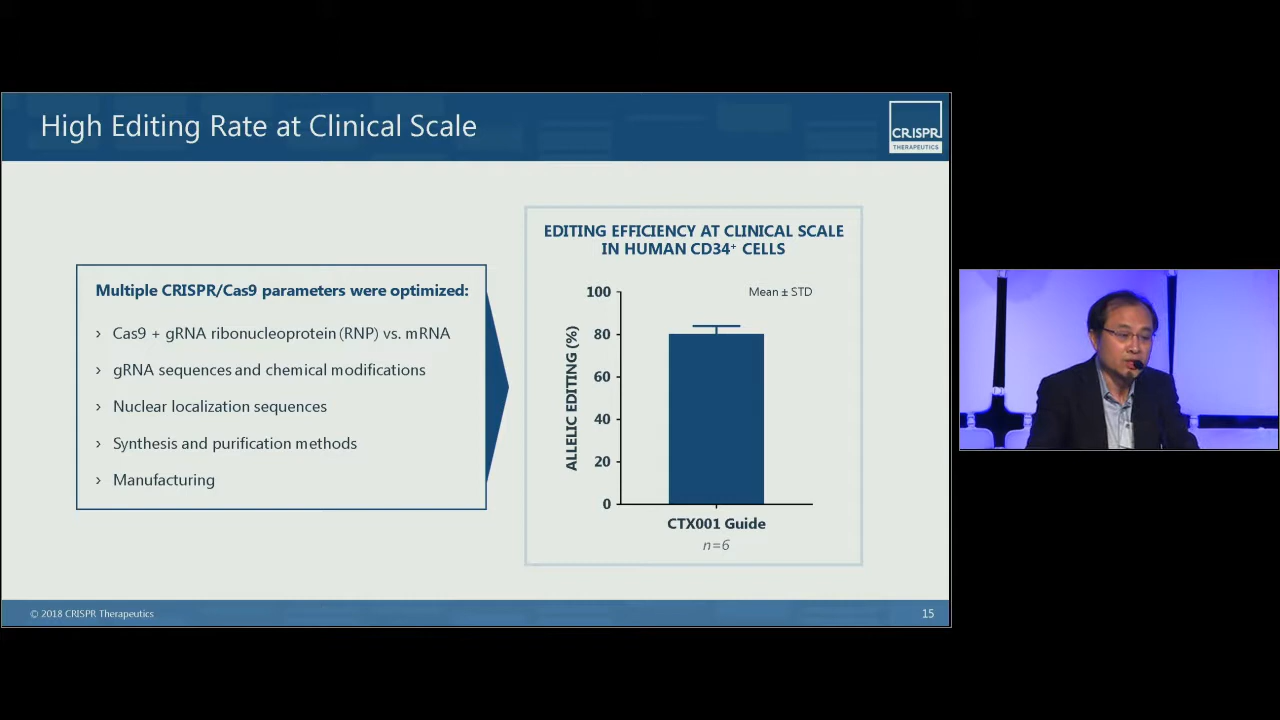 High Editing Rate at Clinical Scale
CRISPR
THERAPEUTICS
Multiple CRISPR/Cas9 parameters were optimized:
› Cas9 + gRNA ribonucleoprotein (RNP) vs. mRNA
› gRNA sequences and chemical modifications
› Nuclear localization sequences
› Synthesis and purification methods
› Manufacturing
EDITING EFFICIENCY AT CLINICAL SCALE
IN HUMAN CD34⁺ CELLS
Mean ± STD
ALLELIC EDITING (%)
100
80
60
40
20
0
CTX001 Guide
n=6
© 2018 CRISPR Therapeutics
15